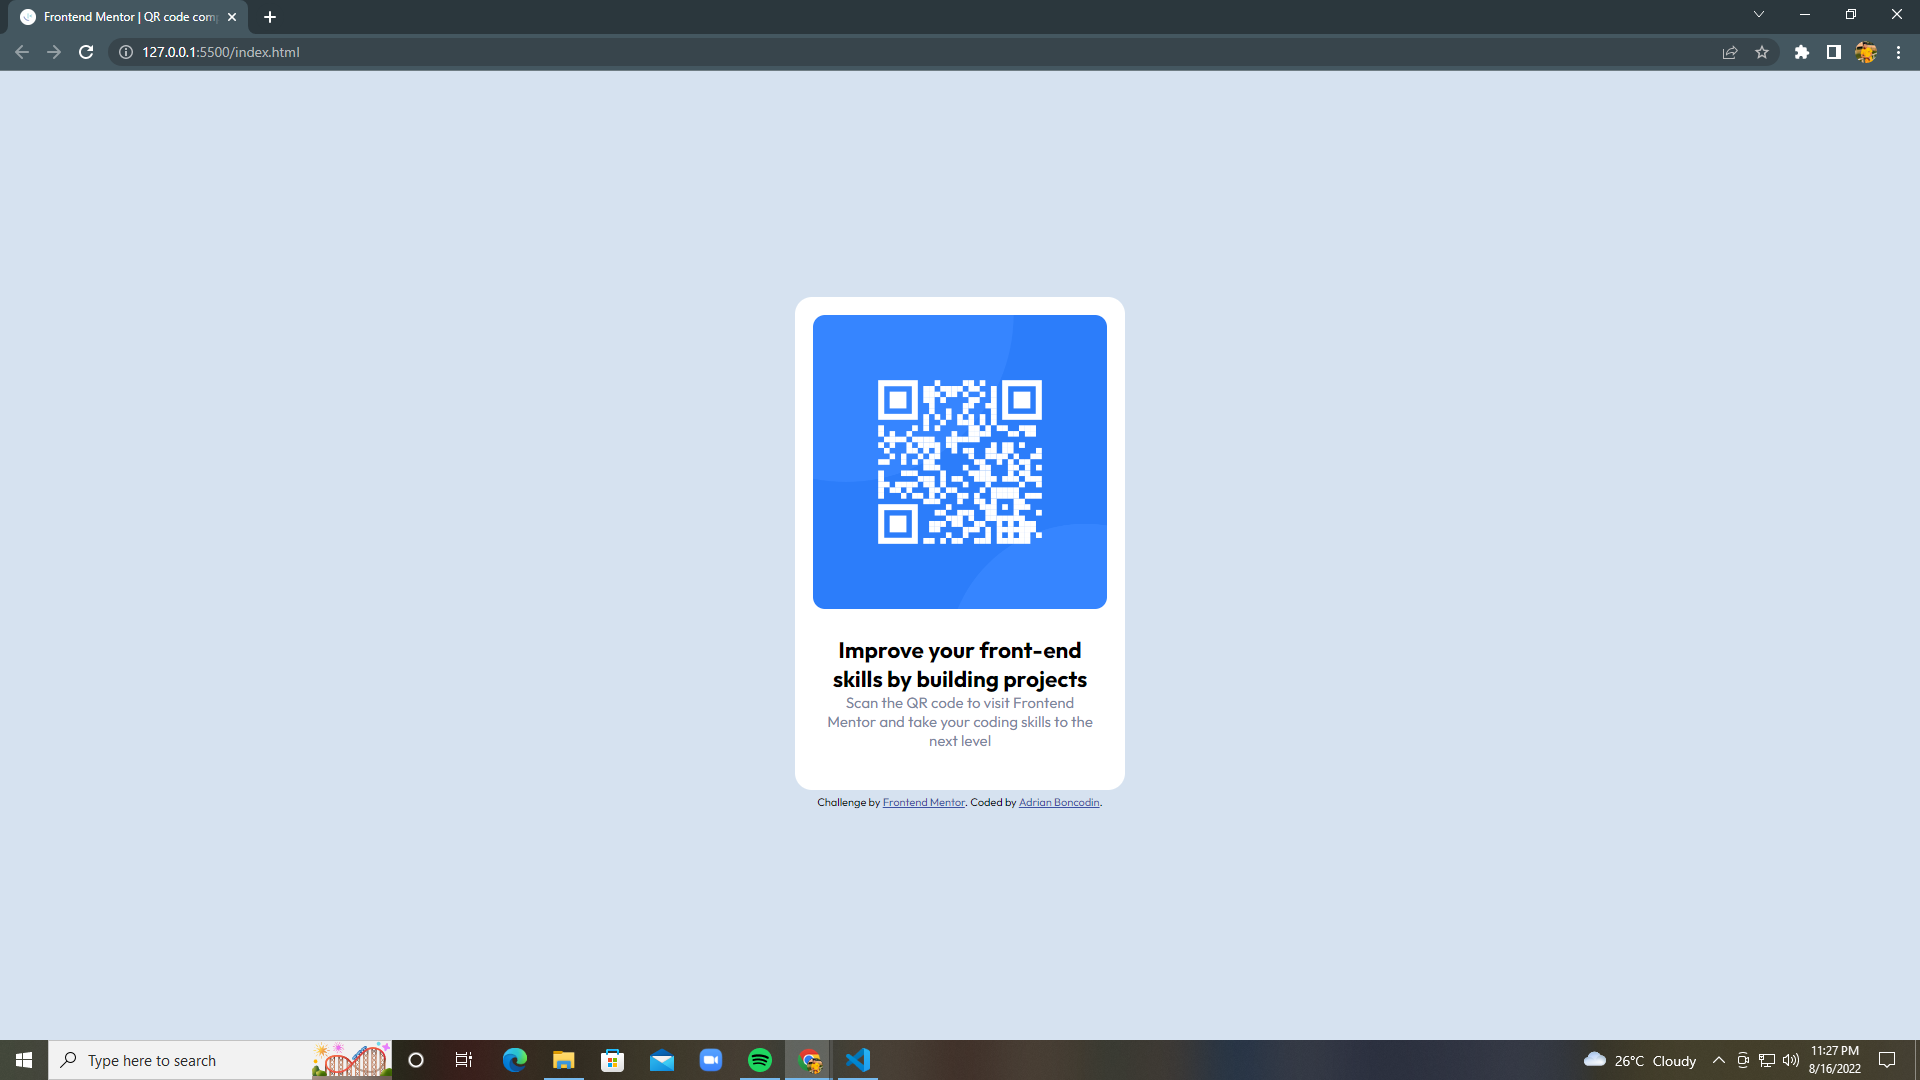 Frontend Mentor | QR code com
127.0.0.1:5500/index.html
Improve your front-end
skills by building projects
Scan the QR code to visit Frontend
Mentor and take your coding skills to the
next level
Challenge by Frontend Mentor. Coded by Adrian Boncodin.
Type here to search
26°C Cloudy
11:27 PM
8/16/2022